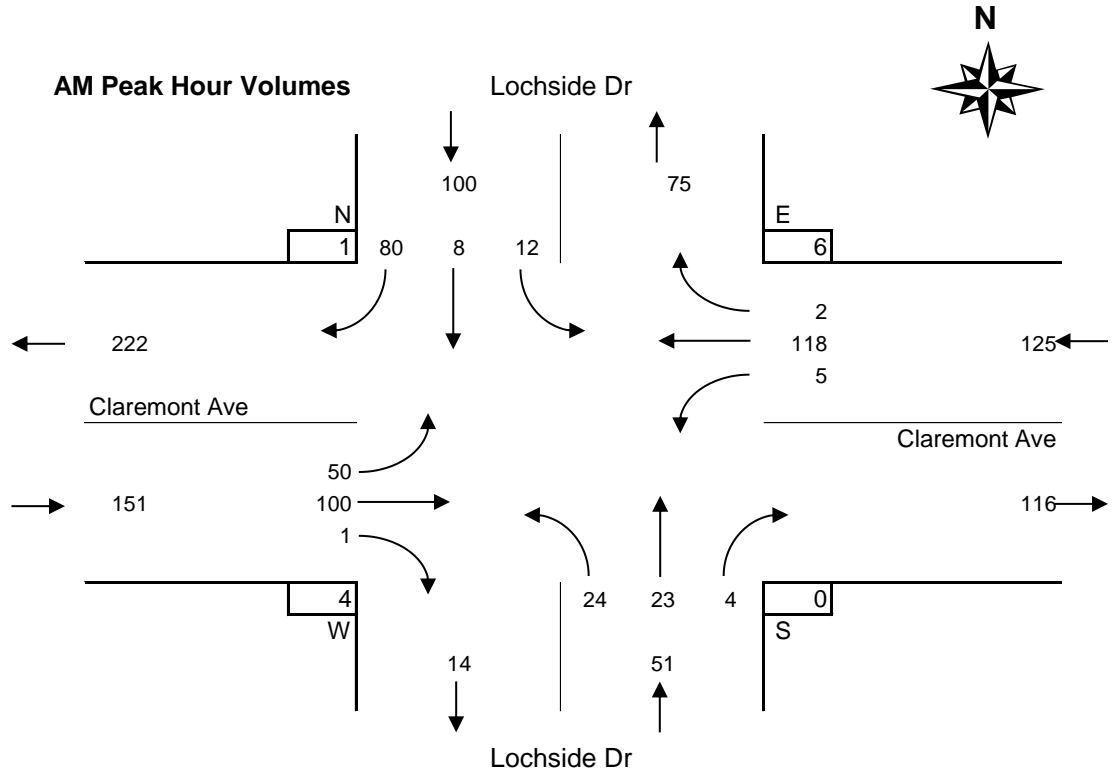 N
AM Peak Hour Volumes Lochside Dr
100 75
N E
1 80 8 12 6
2
222 118 125
5
Claremont Ave
Claremont Ave
50
151 100 116
1
4 24 23 4 0
W S
14 51
Lochside Dr